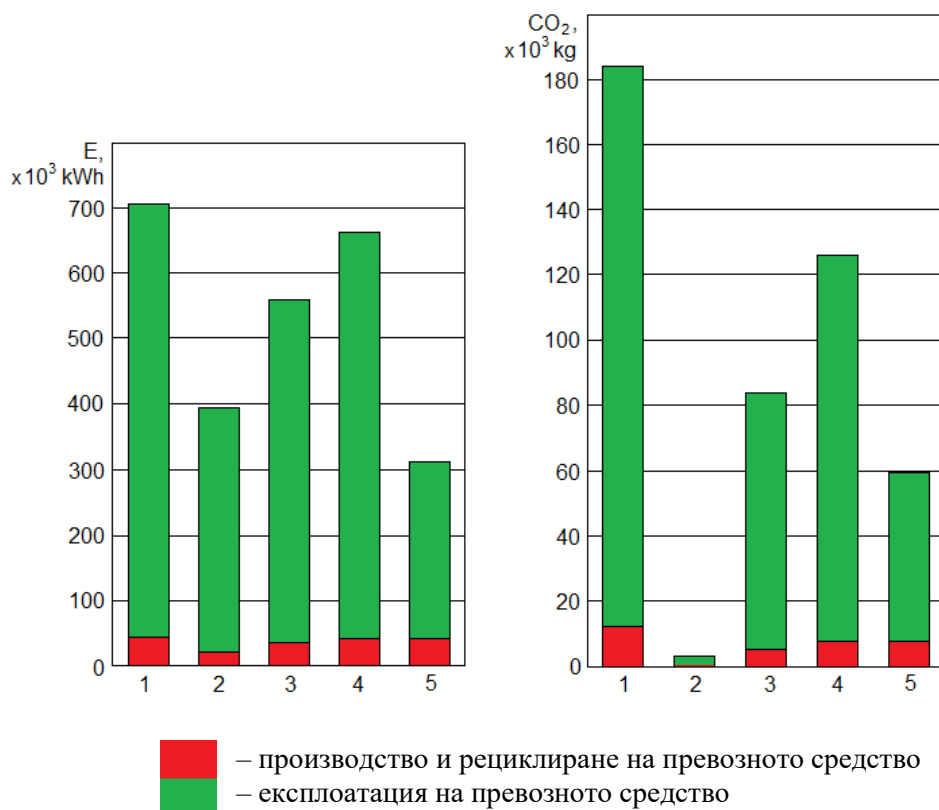 E,
x10³ kWh
700
600
500
400
300
200
100
0
1 2 3 4 5
CO₂,
x10³ kg
180
160
140
120
100
80
60
40
20
0
1 2 3 4 5
– производство и рециклиране на превозното средство
– експлоатация на превозното средство